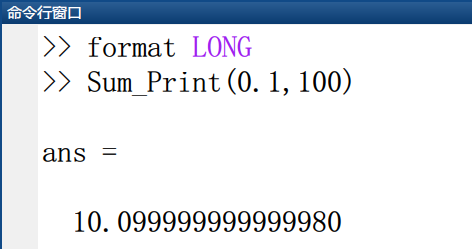 命令行窗口
>> format LONG
>> Sum_Print(0.1,100)
ans =
10.099999999999980